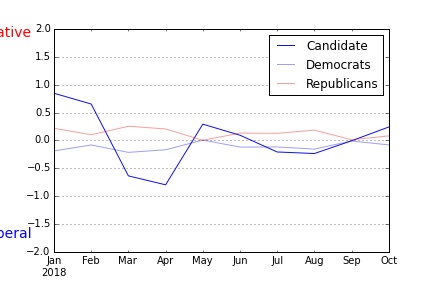 ative
2.0
1.5
1.0
0.5
0.0
−0.5
−1.0
−1.5
−2.0
beral
Candidate
Democrats
Republicans
Jan Feb Mar Apr May Jun Jul Aug Sep Oct
2018